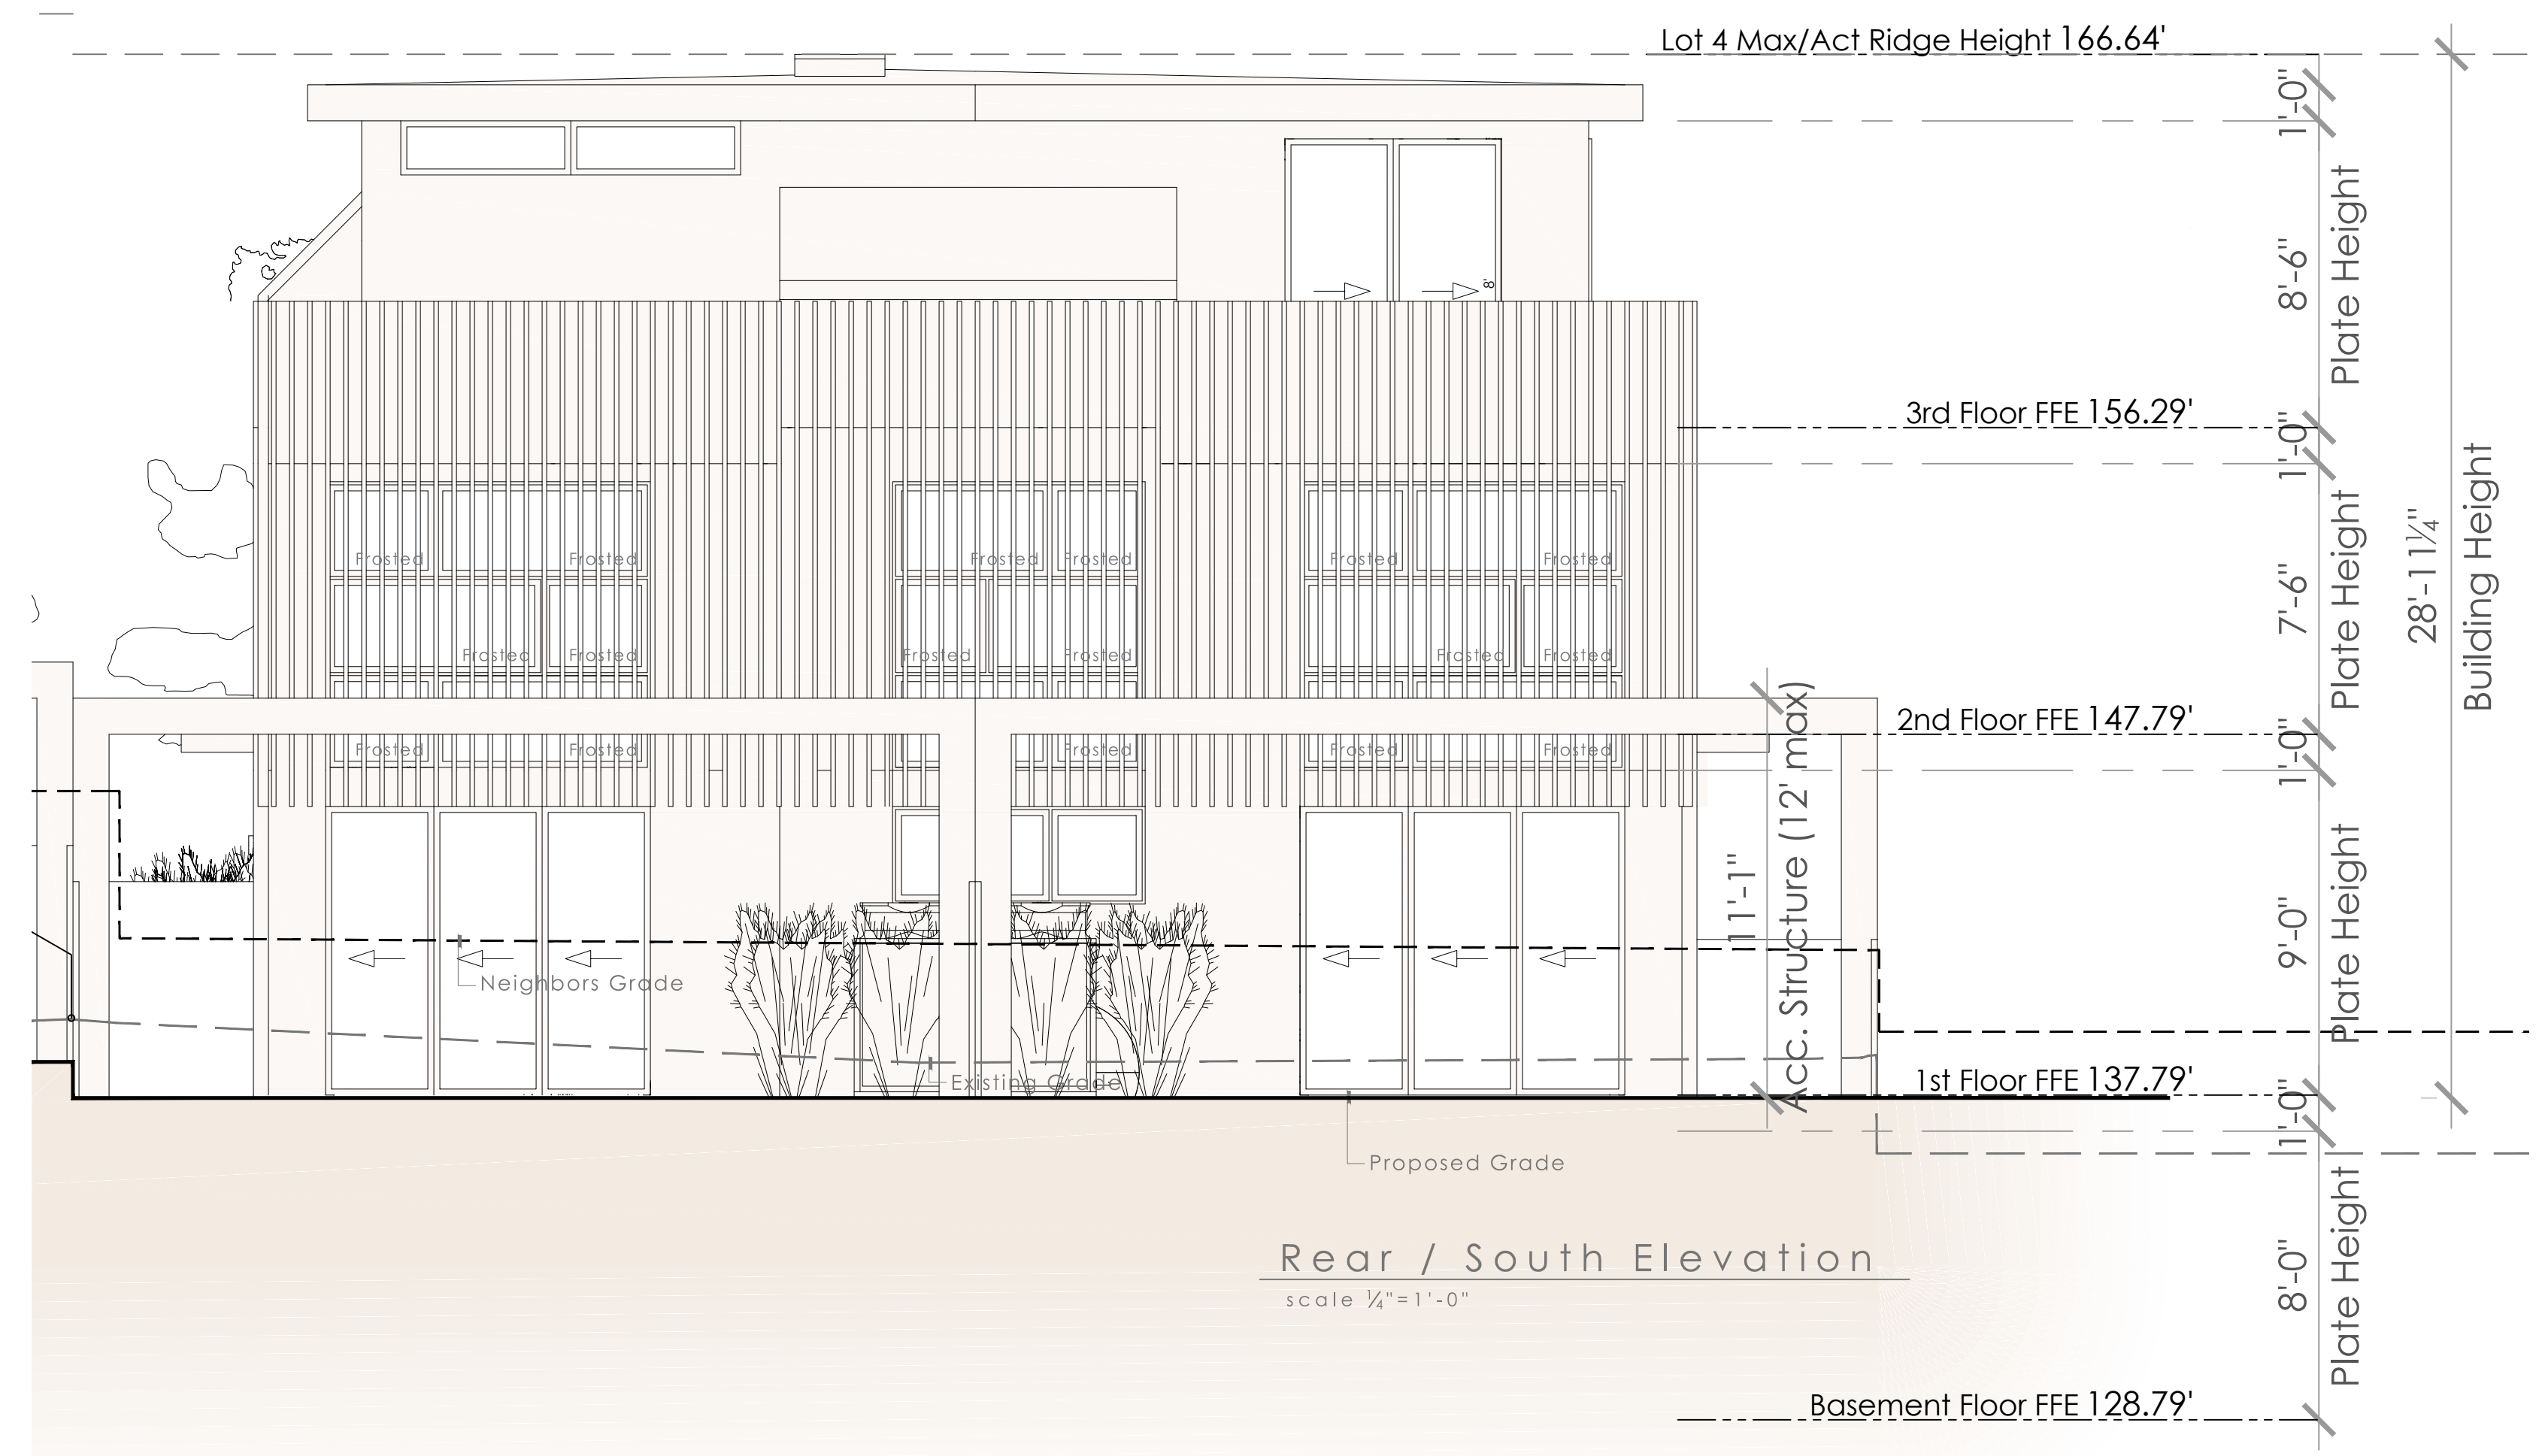 Lot 4 Max/Act Ridge Height 166.64'
1'-0"
8'-6"
Plate Height
8'
3rd Floor FFE 156.29'
1'-0"
7'-6"
Plate Height
28'-11¼"
Building Height
Frosted Frosted Frosted Frosted Frosted Frosted
Frosted Frosted Frosted Frosted Frosted Frosted
2nd Floor FFE 147.79'
Frosted Frosted Frosted Frosted Frosted
1'-0"
11'-1"
Acc. Structure (12' max)
9'-0"
Plate Height
Neighbors Grade
Existing Grade
1st Floor FFE 137.79'
1'-0"
Proposed Grade
8'-0"
Plate Height
Rear / South Elevation
scale ¼"=1'-0"
Basement Floor FFE 128.79'